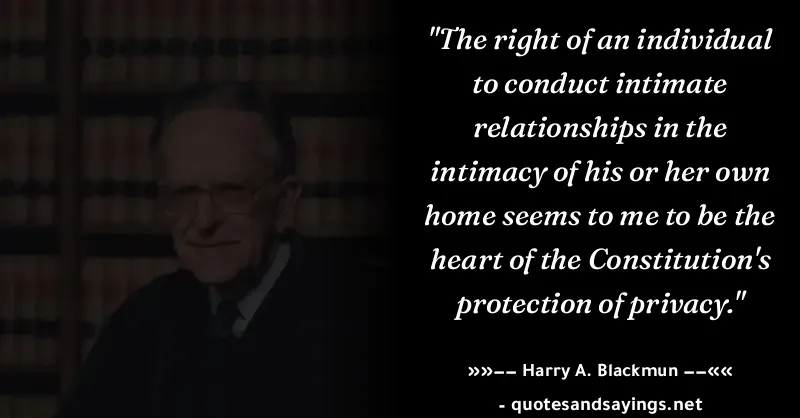 "The right of an individual
to conduct intimate
relationships in the
intimacy of his or her own
home seems to me to be the
heart of the Constitution's
protection of privacy."
»»–– Harry A. Blackmun ––««
- quotesandsayings.net